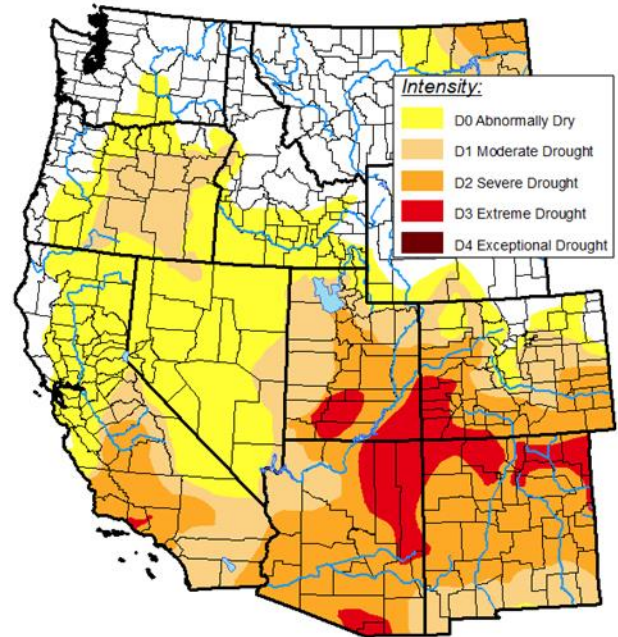 Intensity:
D0 Abnormally Dry
D1 Moderate Drought
D2 Severe Drought
D3 Extreme Drought
D4 Exceptional Drought